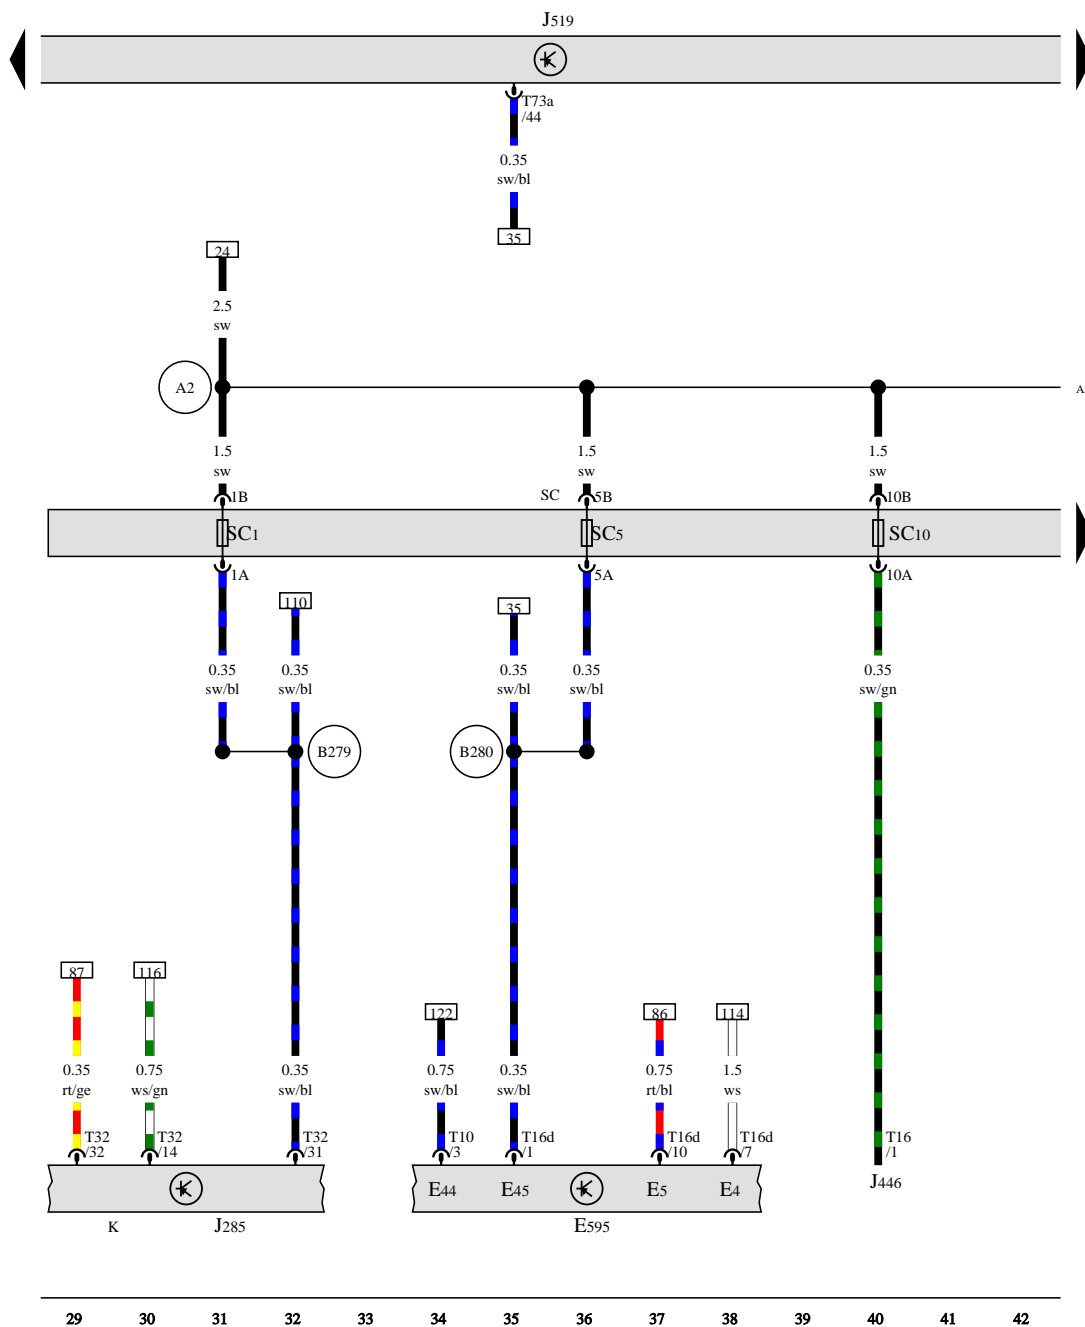 J519
T73a
/44
0.35
sw/bl
35
24
2.5
sw
A2
A
1.5
sw
1.5
sw
1.5
sw
1B
SC
5B
10B
SC1
SC5
SC10
1A
5A
10A
110
35
0.35
sw/bl
0.35
sw/bl
0.35
sw/bl
0.35
sw/bl
0.35
sw/gn
B279
B280
87
116
122
86
114
0.35
rt/ge
0.75
ws/gn
0.35
sw/bl
0.75
sw/bl
0.35
sw/bl
0.75
rt/bl
1.5
ws
T32
/32
T32
/14
T32
/31
T10
/3
T16d
/1
T16d
/10
T16d
/7
T16
/1
E44
E45
E5
E4
J446
K
J285
E595
29 30 31 32 33 34 35 36 37 38 39 40 41 42